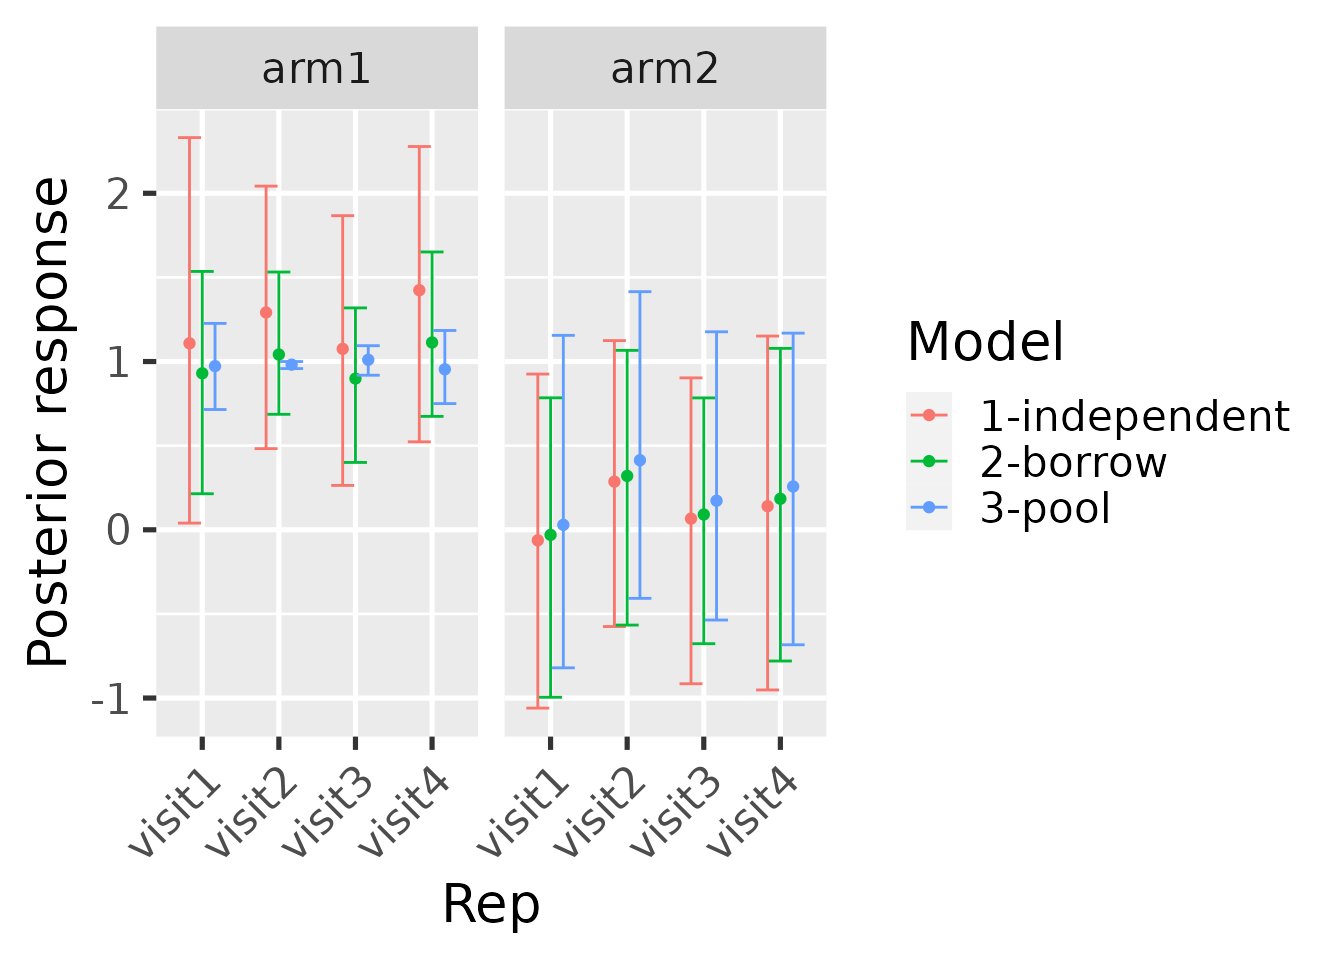 arm1
arm2
Posterior response
2
1
0
-1
visit1
visit2
visit3
visit4
visit1
visit2
visit3
visit4
Rep
Model
1-independent
2-borrow
3-pool